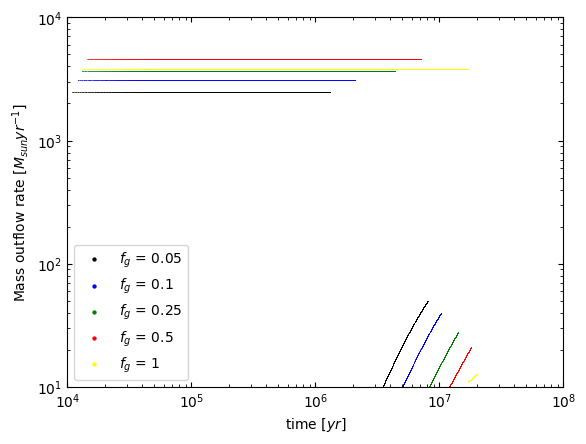 10^4
10^3
10^2
10^1
Mass outflow rate [M_{sun}yr^{-1}]
f_g = 0.05
f_g = 0.1
f_g = 0.25
f_g = 0.5
f_g = 1
10^4 10^5 10^6 10^7 10^8
time [yr]